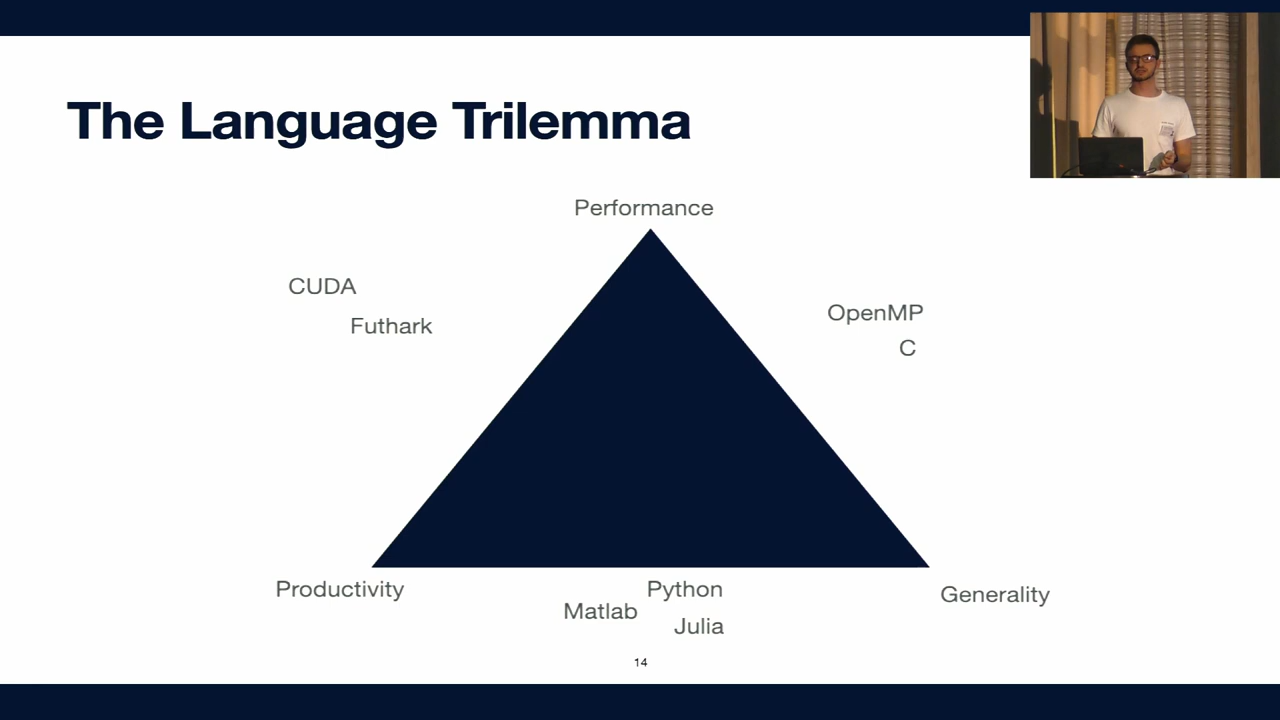 The Language Trilemma
Performance
CUDA
Futhark
OpenMP
C
Productivity
Python
Matlab
Julia
Generality
14